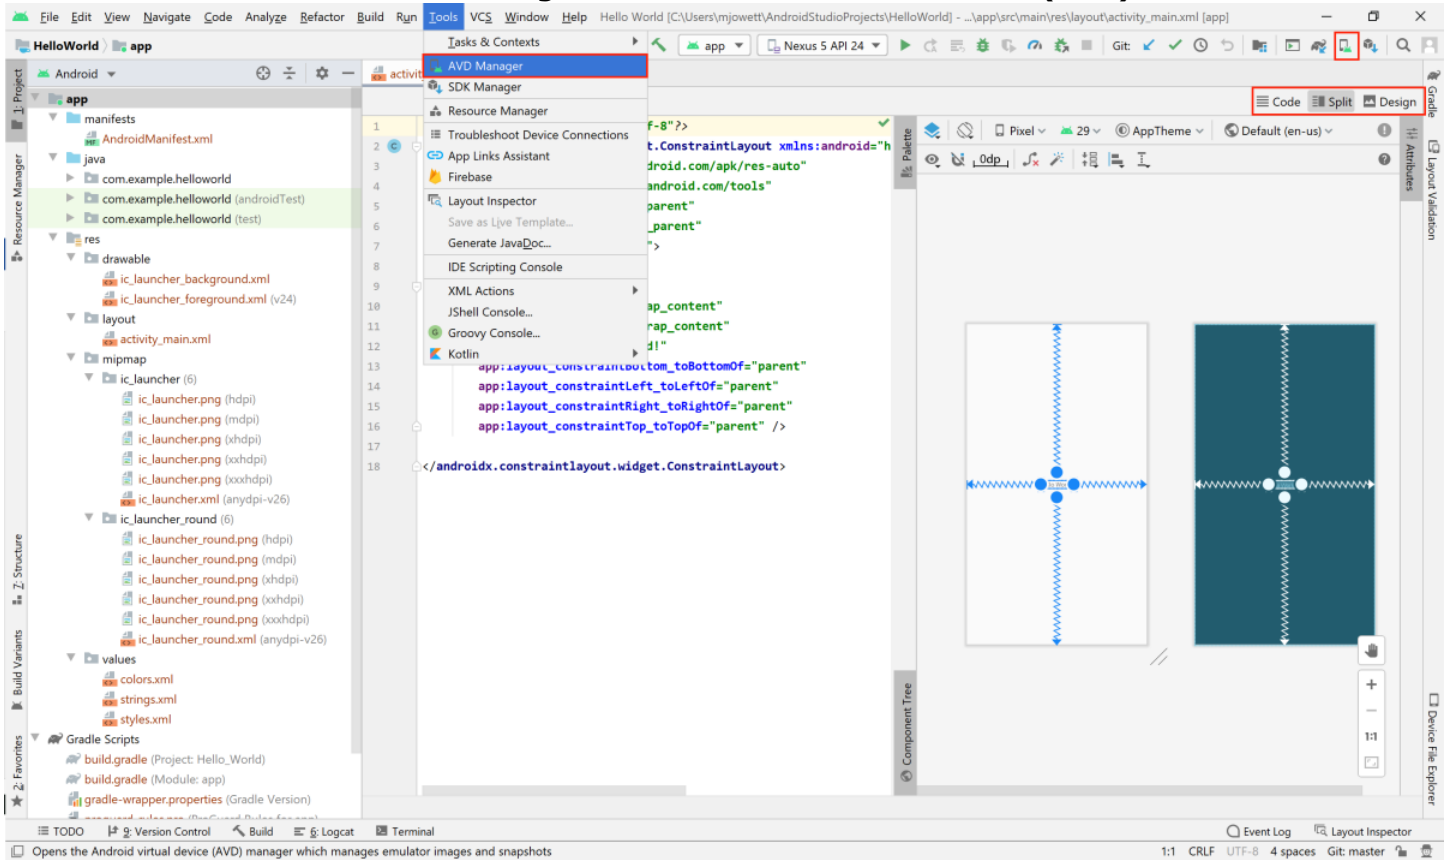 File Edit View Navigate Code Analyze Refactor Build Run Tools VCS Window Help Hello World [C:\Users\mjowett\AndroidStudioProjects\HelloWorld] - ...\app\src\main\res\layout\activity_main.xml [app]
HelloWorld app
app
Nexus 5 API 24
Git:
Tasks & Contexts
AVD Manager
SDK Manager
Resource Manager
Troubleshoot Device Connections
App Links Assistant
Firebase
Layout Inspector
Save as Live Template...
Generate JavaDoc...
IDE Scripting Console
XML Actions
JShell Console...
Groovy Console...
Kotlin
1: Project
Resource Manager
Z: Structure
Build Variants
2: Favorites
Android
app
manifests
AndroidManifest.xml
java
com.example.helloworld
com.example.helloworld (androidTest)
com.example.helloworld (test)
res
drawable
ic_launcher_background.xml
ic_launcher_foreground.xml (v24)
layout
activity_main.xml
mipmap
ic_launcher (6)
ic_launcher.png (hdpi)
ic_launcher.png (mdpi)
ic_launcher.png (xhdpi)
ic_launcher.png (xxhdpi)
ic_launcher.png (xxxhdpi)
ic_launcher.xml (anydpi-v26)
ic_launcher_round (6)
ic_launcher_round.png (hdpi)
ic_launcher_round.png (mdpi)
ic_launcher_round.png (xhdpi)
ic_launcher_round.png (xxhdpi)
ic_launcher_round.png (xxxhdpi)
ic_launcher_round.xml (anydpi-v26)
values
colors.xml
strings.xml
styles.xml
Gradle Scripts
build.gradle (Project: Hello_World)
build.gradle (Module: app)
gradle-wrapper.properties (Gradle Version)
activit
Code Split Design
1 f-8"?>
2 C t.ConstraintLayout xmlns:android="h
3 droid.com/apk/res-auto"
4 android.com/tools"
5 parent"
6 _parent"
7 ">
8
9
10 ap_content"
11 rap_content"
12 d!"
13 app:layout_constraintBottom_toBottomOf="parent"
14 app:layout_constraintLeft_toLeftOf="parent"
15 app:layout_constraintRight_toRightOf="parent"
16 app:layout_constraintTop_toTopOf="parent" />
17
18 </androidx.constraintlayout.widget.ConstraintLayout>
Palette
Component Tree
Pixel 29 AppTheme Default (en-us)
0dp
1:1
Attributes
Gradle
Layout Validation
Device File Explorer
TODO 9: Version Control Build 6: Logcat Terminal Event Log Layout Inspector
Opens the Android virtual device (AVD) manager which manages emulator images and snapshots 1:1 CRLF UTF-8 4 spaces Git: master